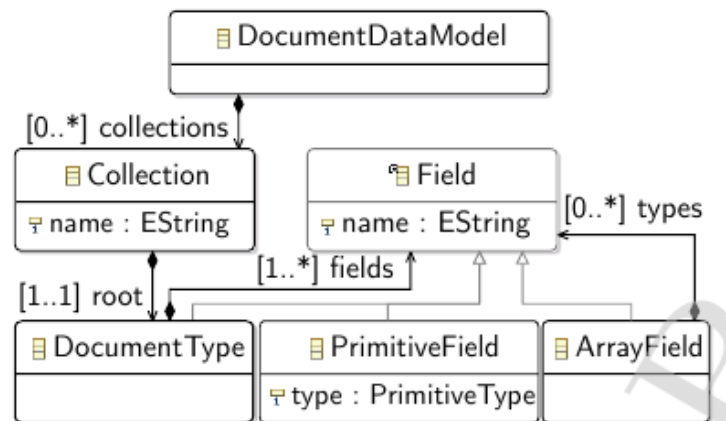 DocumentDataModel
[0..*] collections
Collection
name : EString
Field
name : EString
[0..*] types
[1..*] fields
[1..1] root
DocumentType
PrimitiveField
type : PrimitiveType
ArrayField